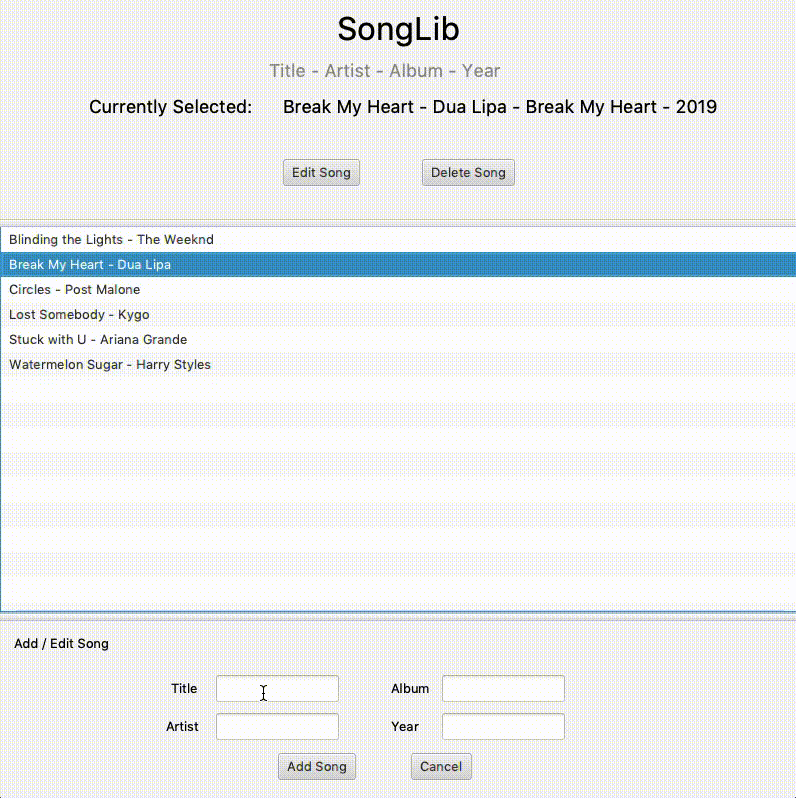 SongLib
Title - Artist - Album - Year
Currently Selected: Break My Heart - Dua Lipa - Break My Heart - 2019
Edit Song Delete Song
Blinding the Lights - The Weeknd
Break My Heart - Dua Lipa
Circles - Post Malone
Lost Somebody - Kygo
Stuck with U - Ariana Grande
Watermelon Sugar - Harry Styles
Add / Edit Song
Title Album
Artist Year
Add Song Cancel